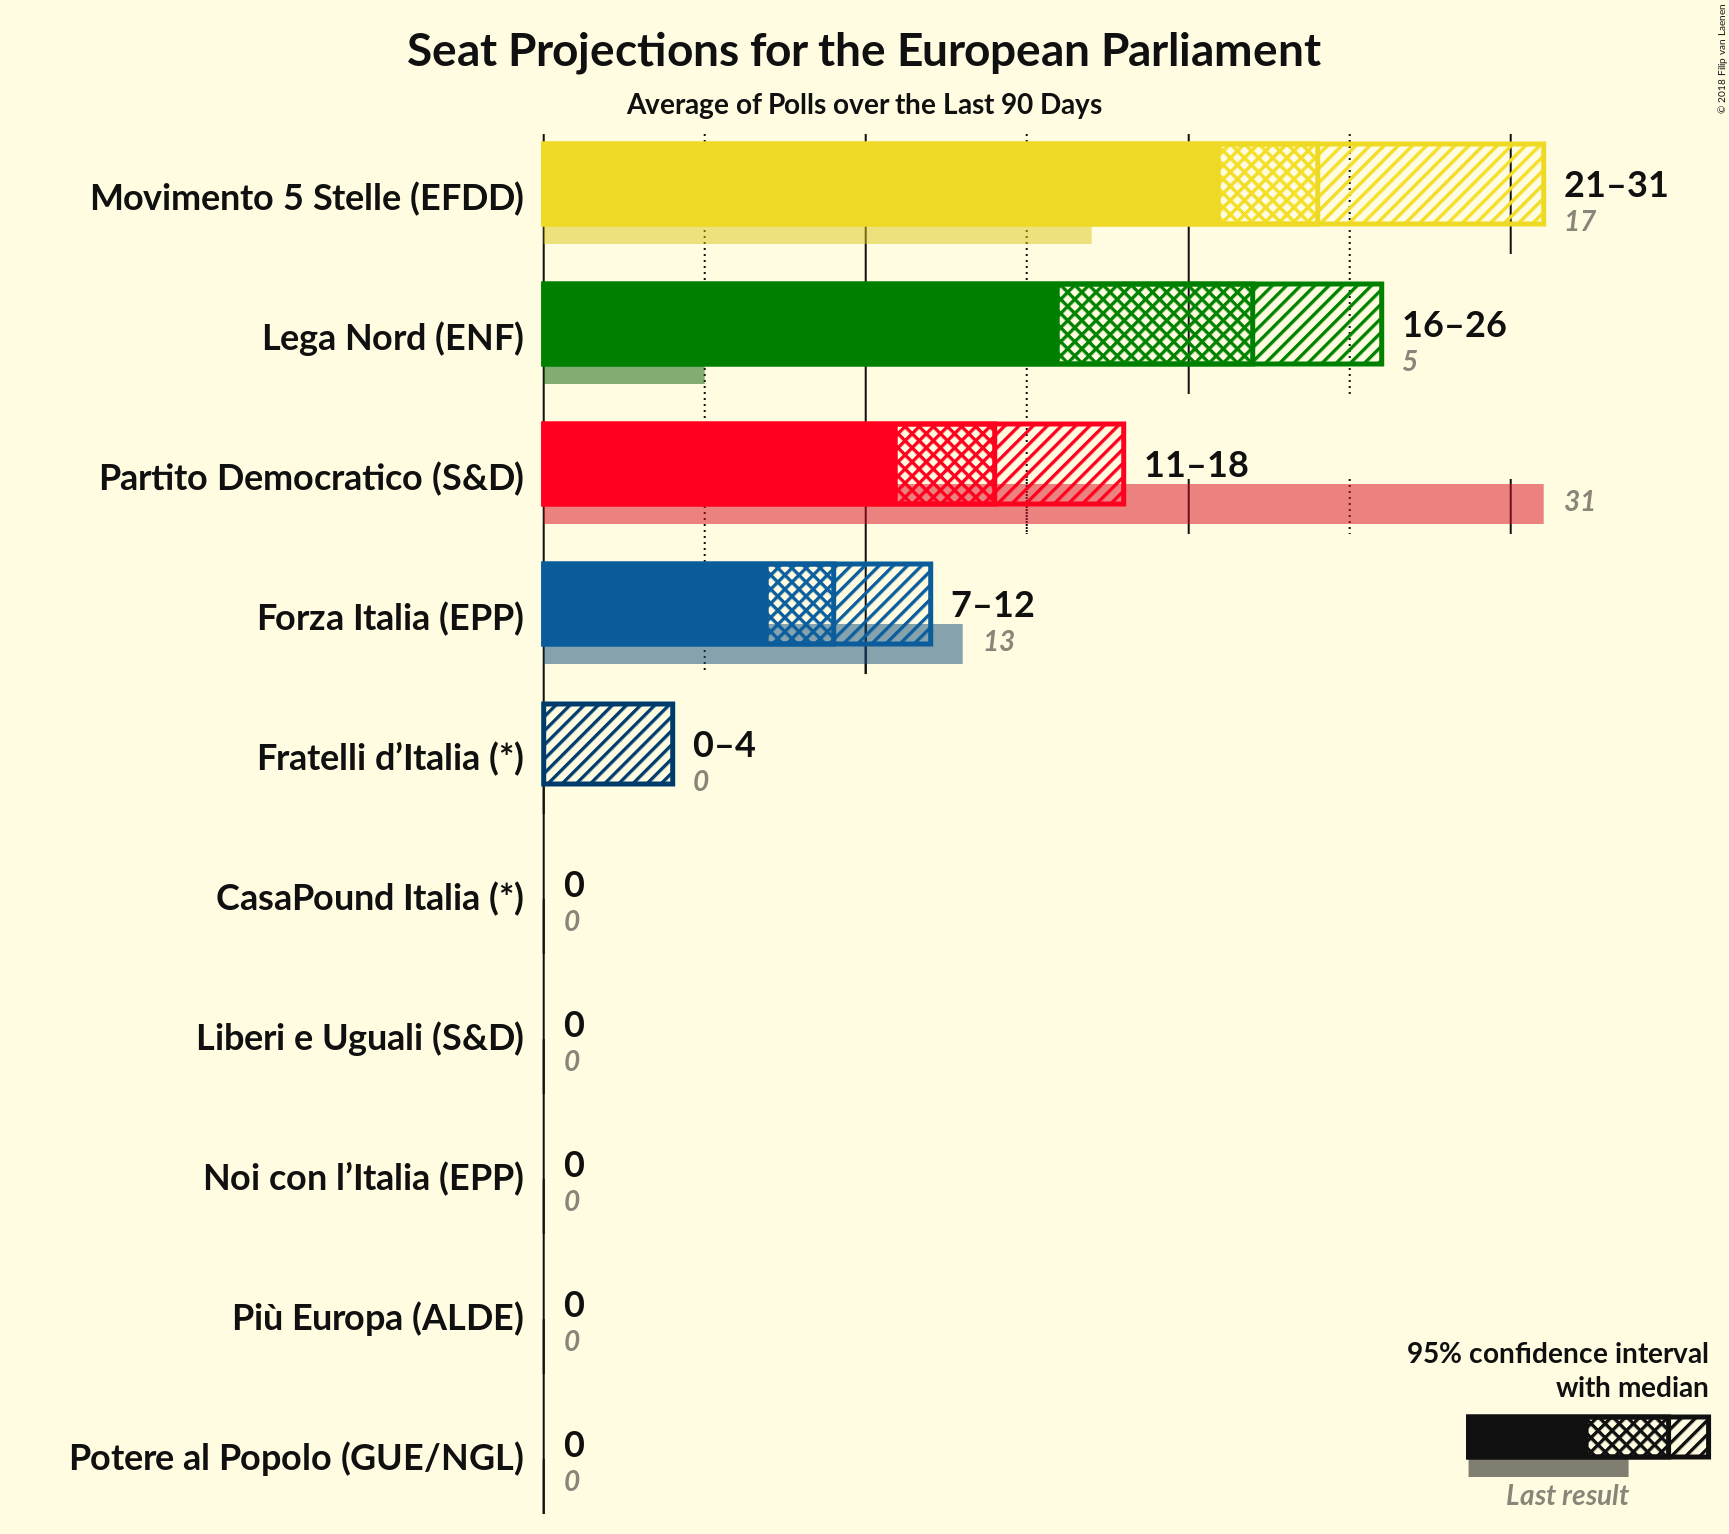 Seat Projections for the European Parliament
Average of Polls over the Last 90 Days
© 2018 Filip van Laenen
Movimento 5 Stelle (EFDD)
21–31
17
Lega Nord (ENF)
16–26
5
Partito Democratico (S&D)
11–18
31
Forza Italia (EPP)
7–12
13
Fratelli d’Italia (*)
0–4
0
CasaPound Italia (*)
0
0
Liberi e Uguali (S&D)
0
0
Noi con l’Italia (EPP)
0
0
Più Europa (ALDE)
0
0
Potere al Popolo (GUE/NGL)
0
0
95% confidence interval
with median
Last result